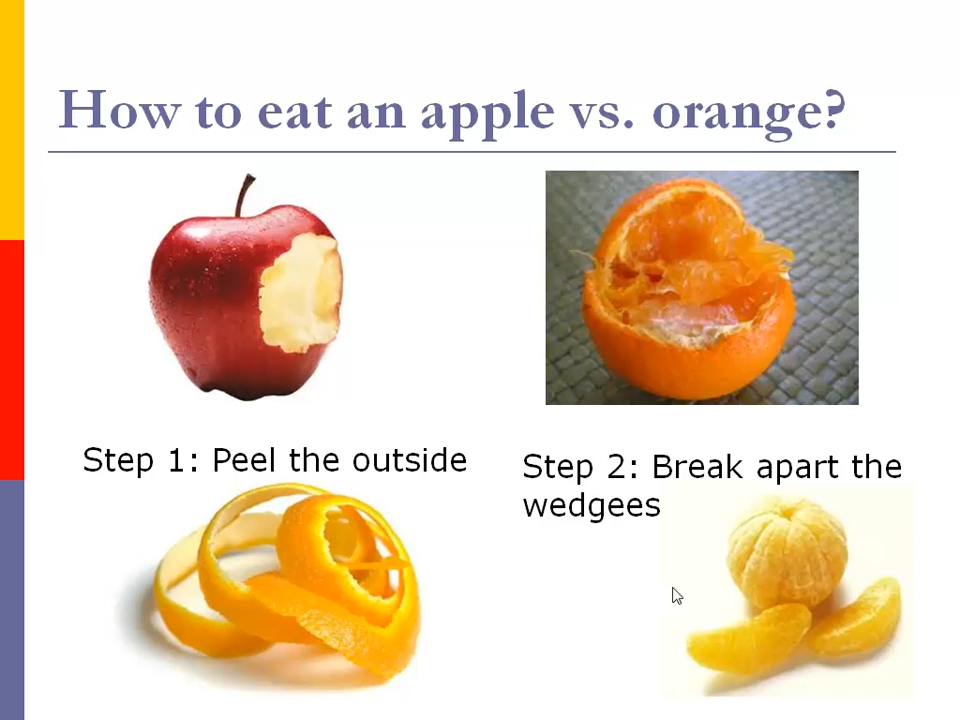 How to eat an apple vs. orange?
Step 1: Peel the outside
Step 2: Break apart the
wedgees